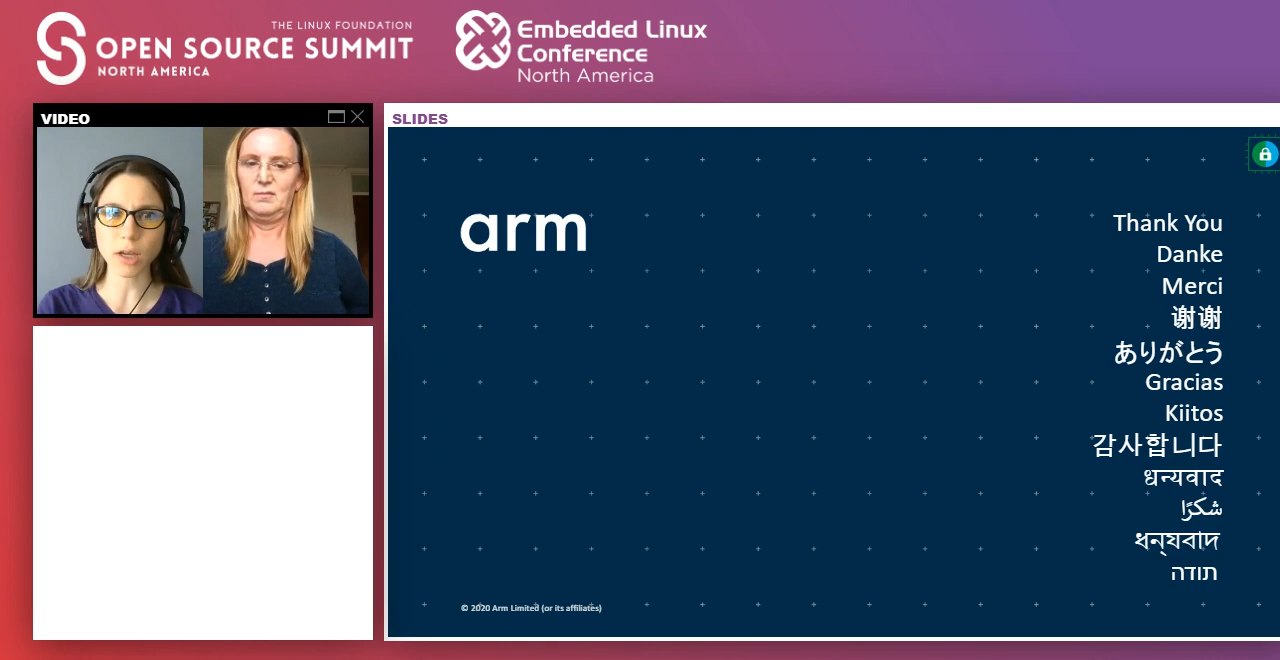 THE LINUX FOUNDATION
OPEN SOURCE SUMMIT
NORTH AMERICA
Embedded Linux
Conference
North America
VIDEO
SLIDES
arm
Thank You
Danke
Merci
谢谢
ありがとう
Gracias
Kiitos
감사합니다
धन्यवाद
شكرًا
ধন্যবাদ
תודה
© 2020 Arm Limited (or its affiliates)